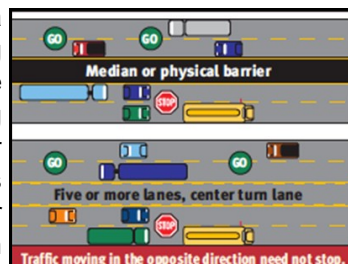 GO
GO
Median or physical barrier
STOP
GO
GO
Five or more lanes, center turn lane
STOP
Traffic moving in the opposite direction need not stop.